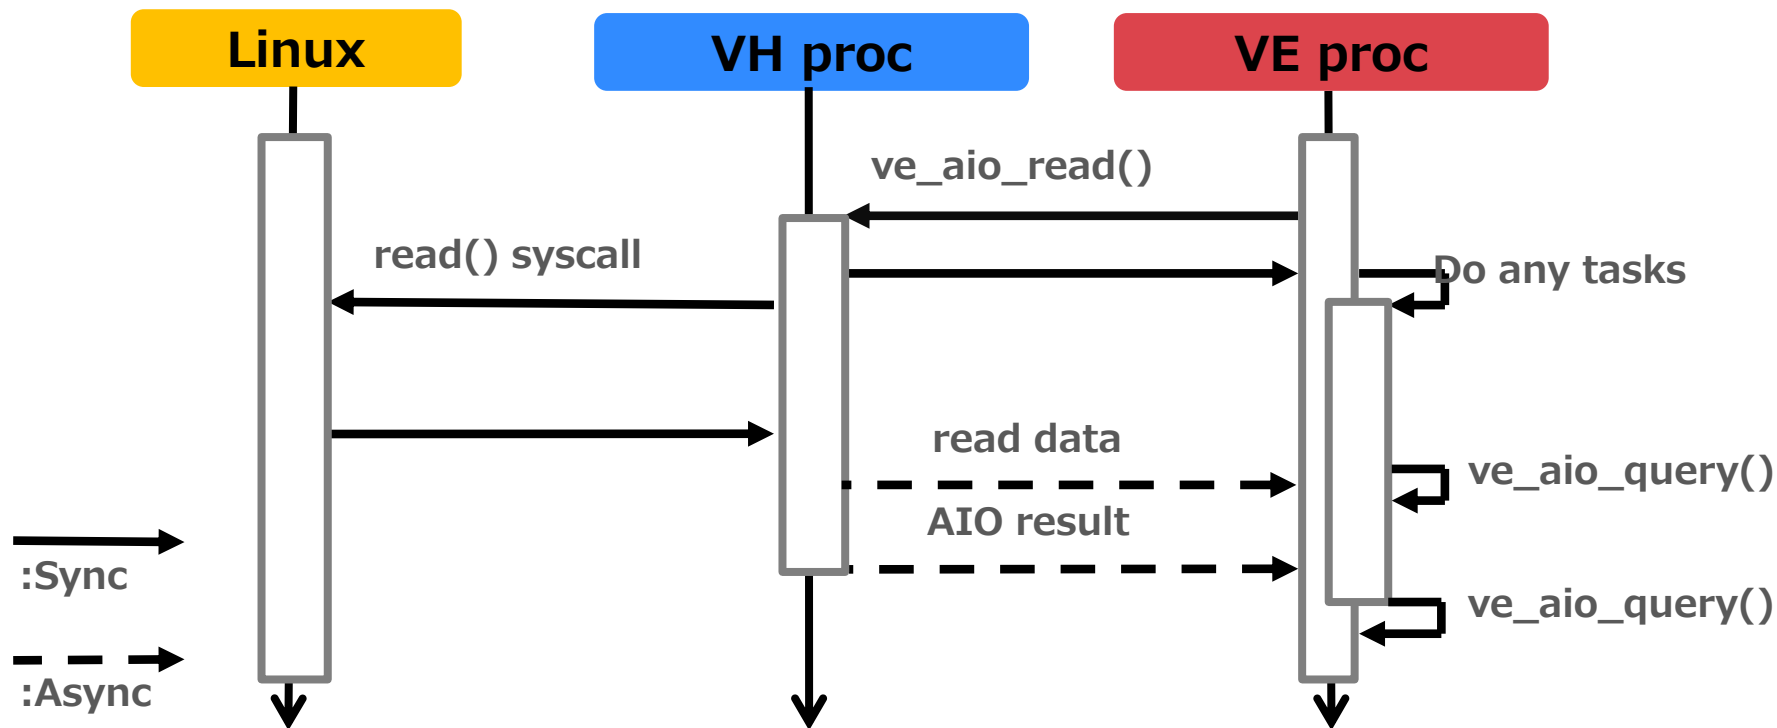 Linux
VH proc
VE proc
ve_aio_read()
read() syscall
Do any tasks
read data
ve_aio_query()
AIO result
:Sync
ve_aio_query()
:Async